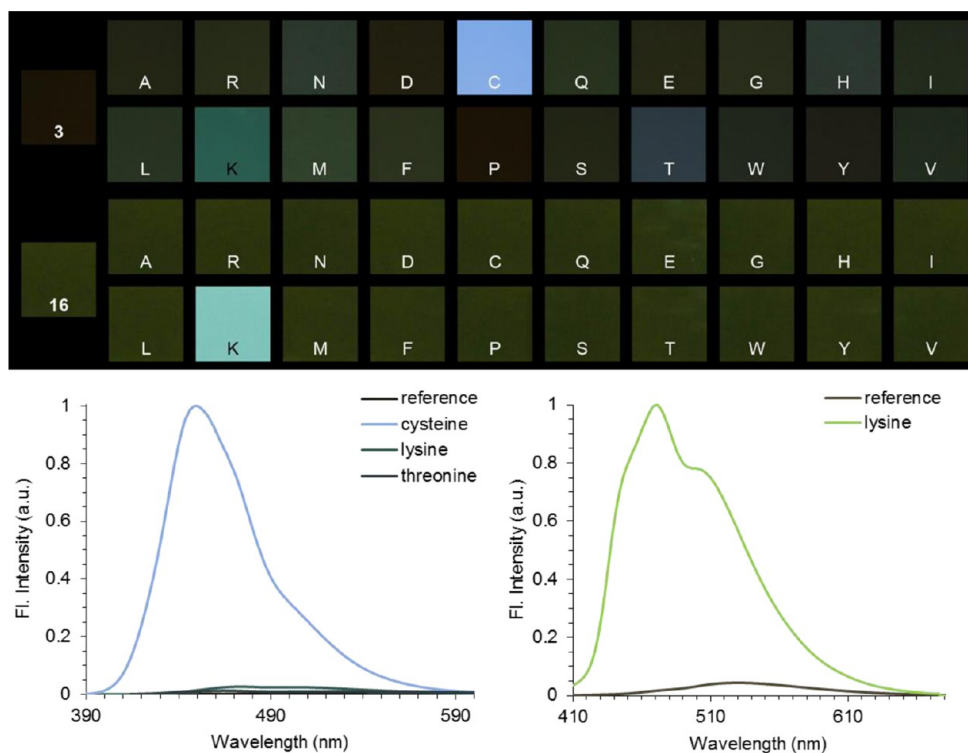 A R N D C Q E G H I
3
L K M F P S T W Y V
A R N D C Q E G H I
16
L K M F P S T W Y V
1
0.8
0.6
0.4
0.2
0
390 490 590
Wavelength (nm)
Fl. Intensity (a.u.)
reference
cysteine
lysine
threonine
1
0.8
0.6
0.4
0.2
0
410 510 610
Wavelength (nm)
Fl. Intensity (a.u.)
reference
lysine